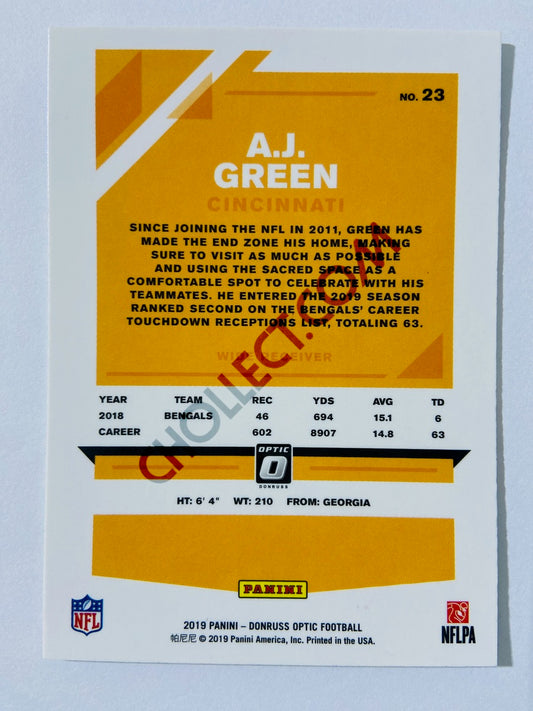 NO. 23
A.J.
GREEN
CINCINNATI
SINCE JOINING THE NFL IN 2011, GREEN HAS
MADE THE END ZONE HIS HOME, MAKING
SURE TO VISIT AS MUCH AS POSSIBLE
AND USING THE SACRED SPACE AS A
COMFORTABLE SPOT TO CELEBRATE WITH HIS
TEAMMATES. HE ENTERED THE 2019 SEASON
RANKED SECOND ON THE BENGALS' CAREER
TOUCHDOWN RECEPTIONS LIST, TOTALING 63.
WIDE RECEIVER
CHOLLECT.COM
YEAR TEAM REC YDS AVG TD
2018 BENGALS 46 694 15.1 6
CAREER 602 8907 14.8 63
OPTIC
O
DONRUSS
HT: 6' 4" WT: 210 FROM: GEORGIA
PANINI
NFL
NFLPA
2019 PANINI – DONRUSS OPTIC FOOTBALL
帕尼尼 © 2019 Panini America, Inc. Printed in the USA.